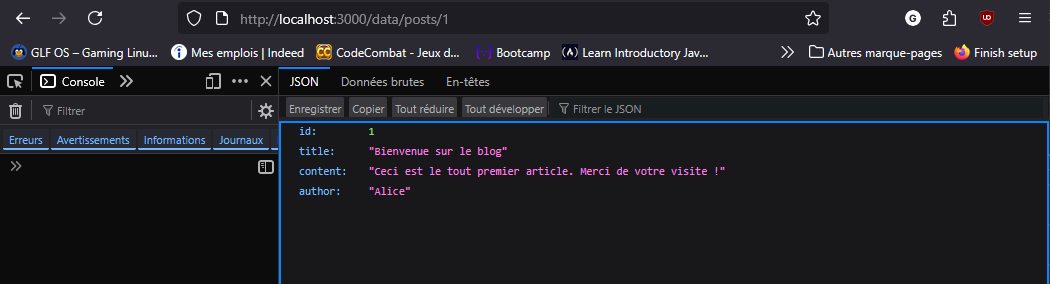 http://localhost:3000/data/posts/1
G UD
GLF OS – Gaming Linu... Mes emplois | Indeed CodeCombat - Jeux d... Bootcamp Learn Introductory Jav... Autres marque-pages Finish setup
Console
JSON Données brutes En-têtes
Filtrer
Enregistrer Copier Tout réduire Tout développer Filtrer le JSON
Erreurs Avertissements Informations Journaux
id: 1
title: "Bienvenue sur le blog"
content: "Ceci est le tout premier article. Merci de votre visite !"
author: "Alice"